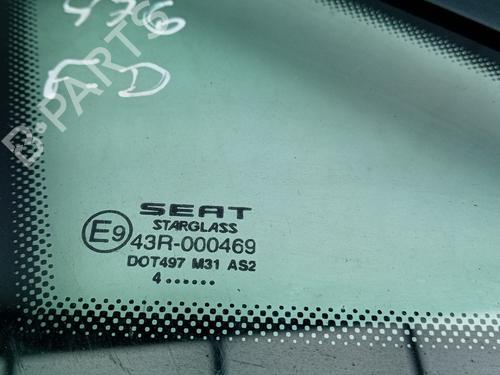 SEAT
STARGLASS
E9 43R-000469
DOT497 M31 AS2
4 ......